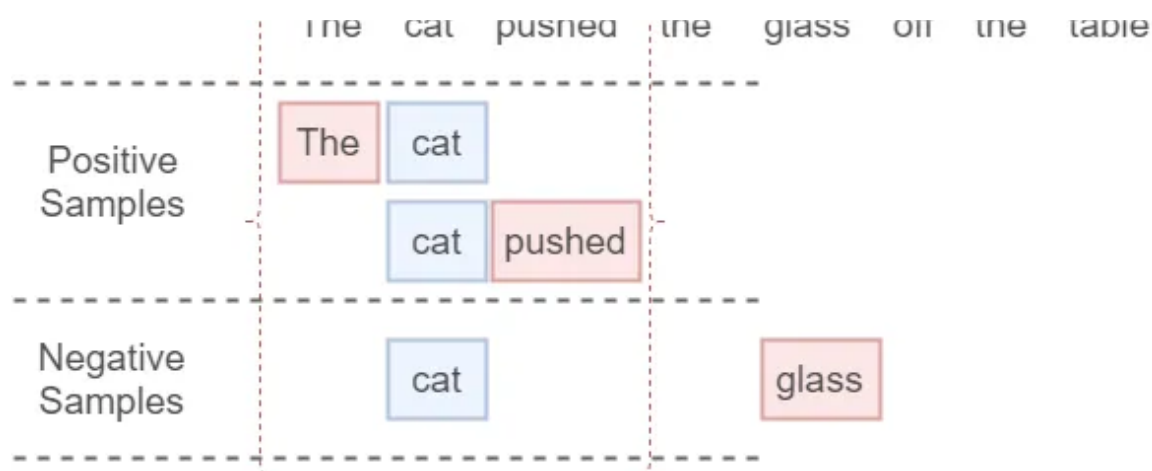 The cat pushed the glass off the table
The cat
Positive
Samples
cat pushed
Negative
Samples
cat glass